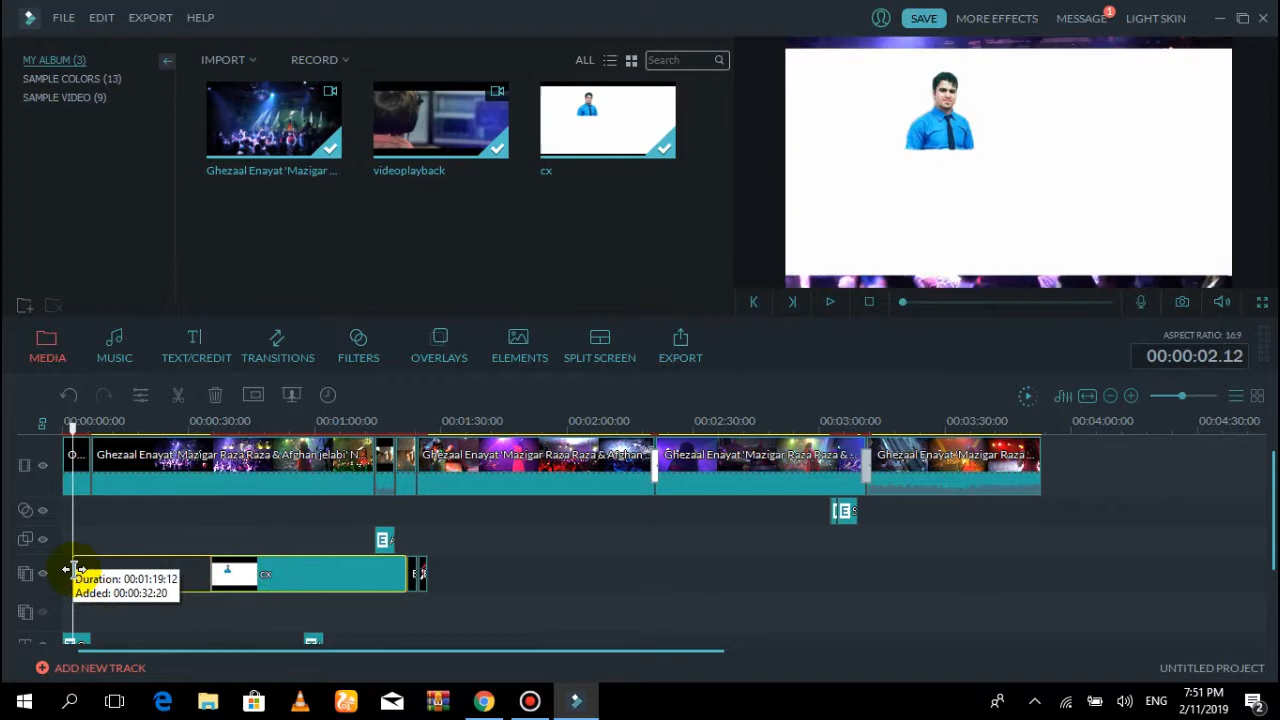 FILE EDIT EXPORT HELP
SAVE MORE EFFECTS MESSAGE 1 LIGHT SKIN
MY ALBUM (3)
SAMPLE COLORS (13)
SAMPLE VIDEO (9)
IMPORT RECORD ALL Search
Ghezaal Enayat 'Mazigar ... videoplayback cx
MEDIA MUSIC TEXT/CREDIT TRANSITIONS FILTERS OVERLAYS ELEMENTS SPLIT SCREEN EXPORT
ASPECT RATIO: 16:9
00:00:02.12
00:00:00:00 00:00:30:00 00:01:00:00 00:01:30:00 00:02:00:00 00:02:30:00 00:03:00:00 00:03:30:00 00:04:00:00 00:04:30:00
O... Ghezaal Enayat 'Mazigar Raza Raza & Afghan jelabi' N... Ghezaal Enayat 'Mazigar Raza Raza & Afghan... Ghezaal Enayat 'Mazigar Raza Raza &... Ghezaal Enayat 'Mazigar Raza ...
cx
Duration: 00:01:19:12
Added: 00:00:32:20
ADD NEW TRACK UNTITLED PROJECT
ENG 7:51 PM
2/11/2019 2